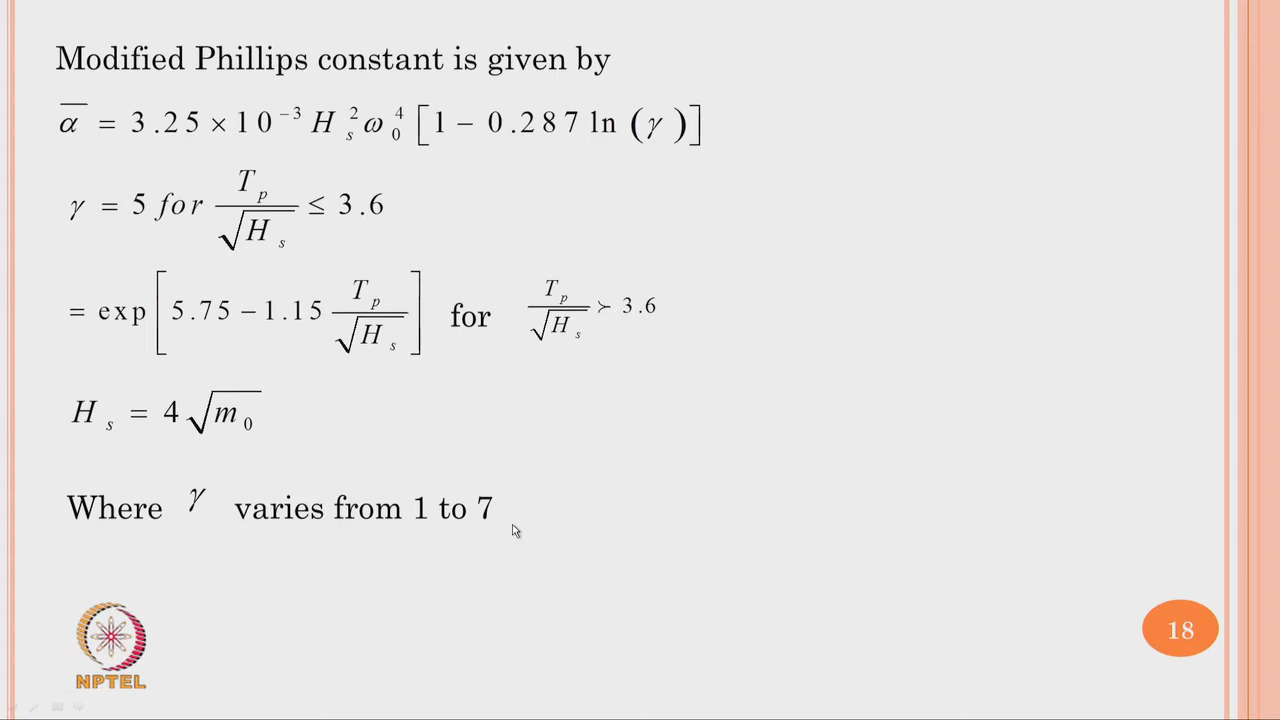 Modified Phillips constant is given by
α̅ = 3.25 × 10⁻³ H_s² ω_0⁴ [1 − 0.287 ln (γ)]
γ = 5 for T_p / √H_s ≤ 3.6
= exp[5.75 − 1.15 T_p / √H_s] for T_p / √H_s ≻ 3.6
H_s = 4 √m_0
Where γ varies from 1 to 7
18
NPTEL